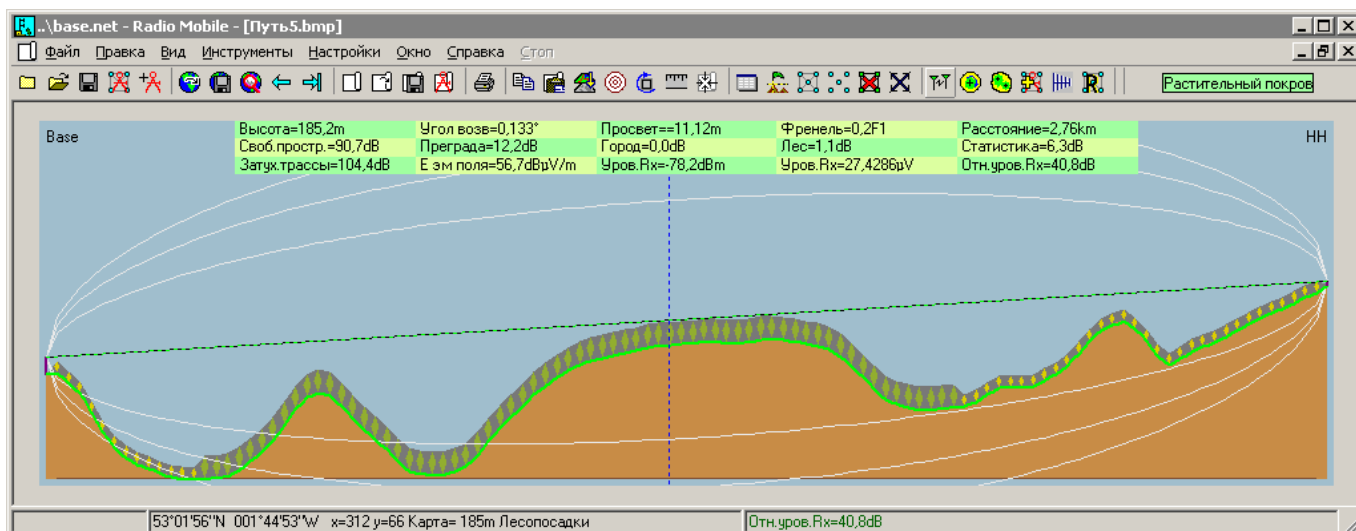 ..\base.net - Radio Mobile - [Путь5.bmp]
Файл Правка Вид Инструменты Настройки Окно Справка Стоп
Растительный покров
Base
HH
Высота=185,2m Угол возв=0,133° Просвет==11,12m Френель=0,2F1 Расстояние=2,76km
Своб.простр.=90,7dB Преграда=12,2dB Город=0,0dB Лес=1,1dB Статистика=6,3dB
Затух.трассы=104,4dB E эм поля=56,7dBµV/m Уров.Rx=-78,2dBm Уров.Rx=27,4286µV Отн.уров.Rx=40,8dB
53°01'56"N 001°44'53"W x=312 y=66 Карта= 185m Лесопосадки
Отн.уров.Rx=40,8dB